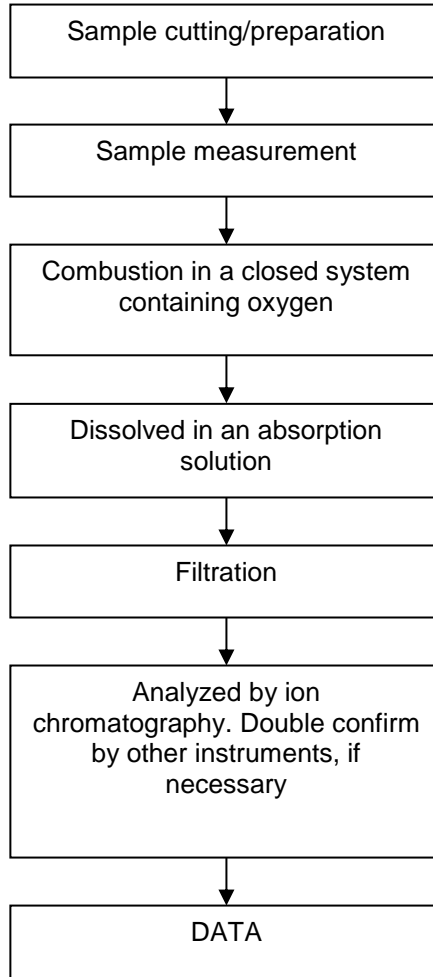 Sample cutting/preparation
Sample measurement
Combustion in a closed system
containing oxygen
Dissolved in an absorption
solution
Filtration
Analyzed by ion
chromatography. Double confirm
by other instruments, if
necessary
DATA